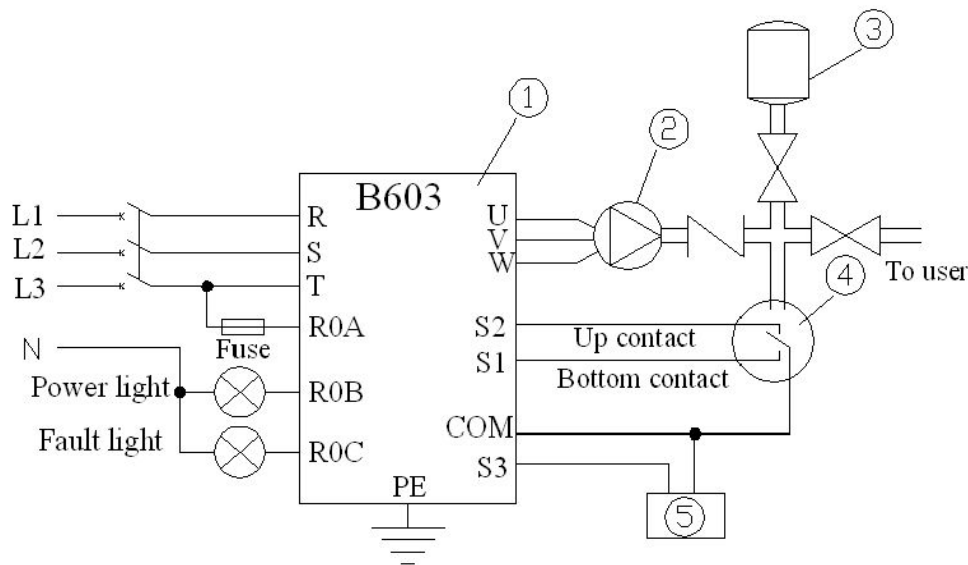 ③
①
②
B603
L1
R
U
L2
S
V
L3
T
W
To user
④
N
R0A
S2
Fuse
Up contact
S1
Power light
R0B
Bottom contact
COM
Fault light
R0C
S3
PE
⑤